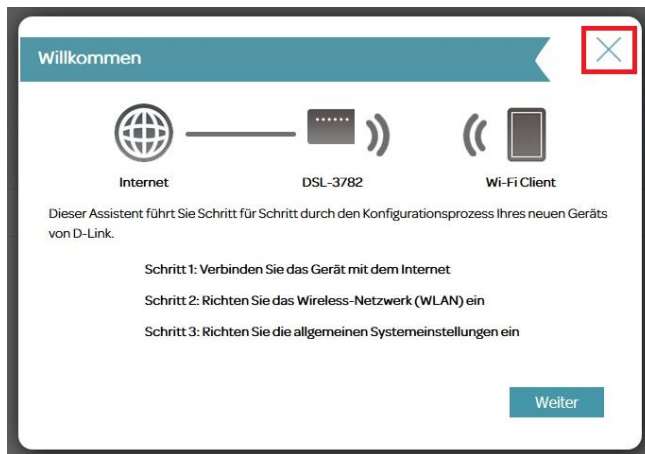 Willkommen
Internet
DSL-3782
Wi-Fi Client
Dieser Assistent führt Sie Schritt für Schritt durch den Konfigurationsprozess Ihres neuen Geräts
von D-Link.
Schritt 1: Verbinden Sie das Gerät mit dem Internet
Schritt 2: Richten Sie das Wireless-Netzwerk (WLAN) ein
Schritt 3: Richten Sie die allgemeinen Systemeinstellungen ein
Weiter